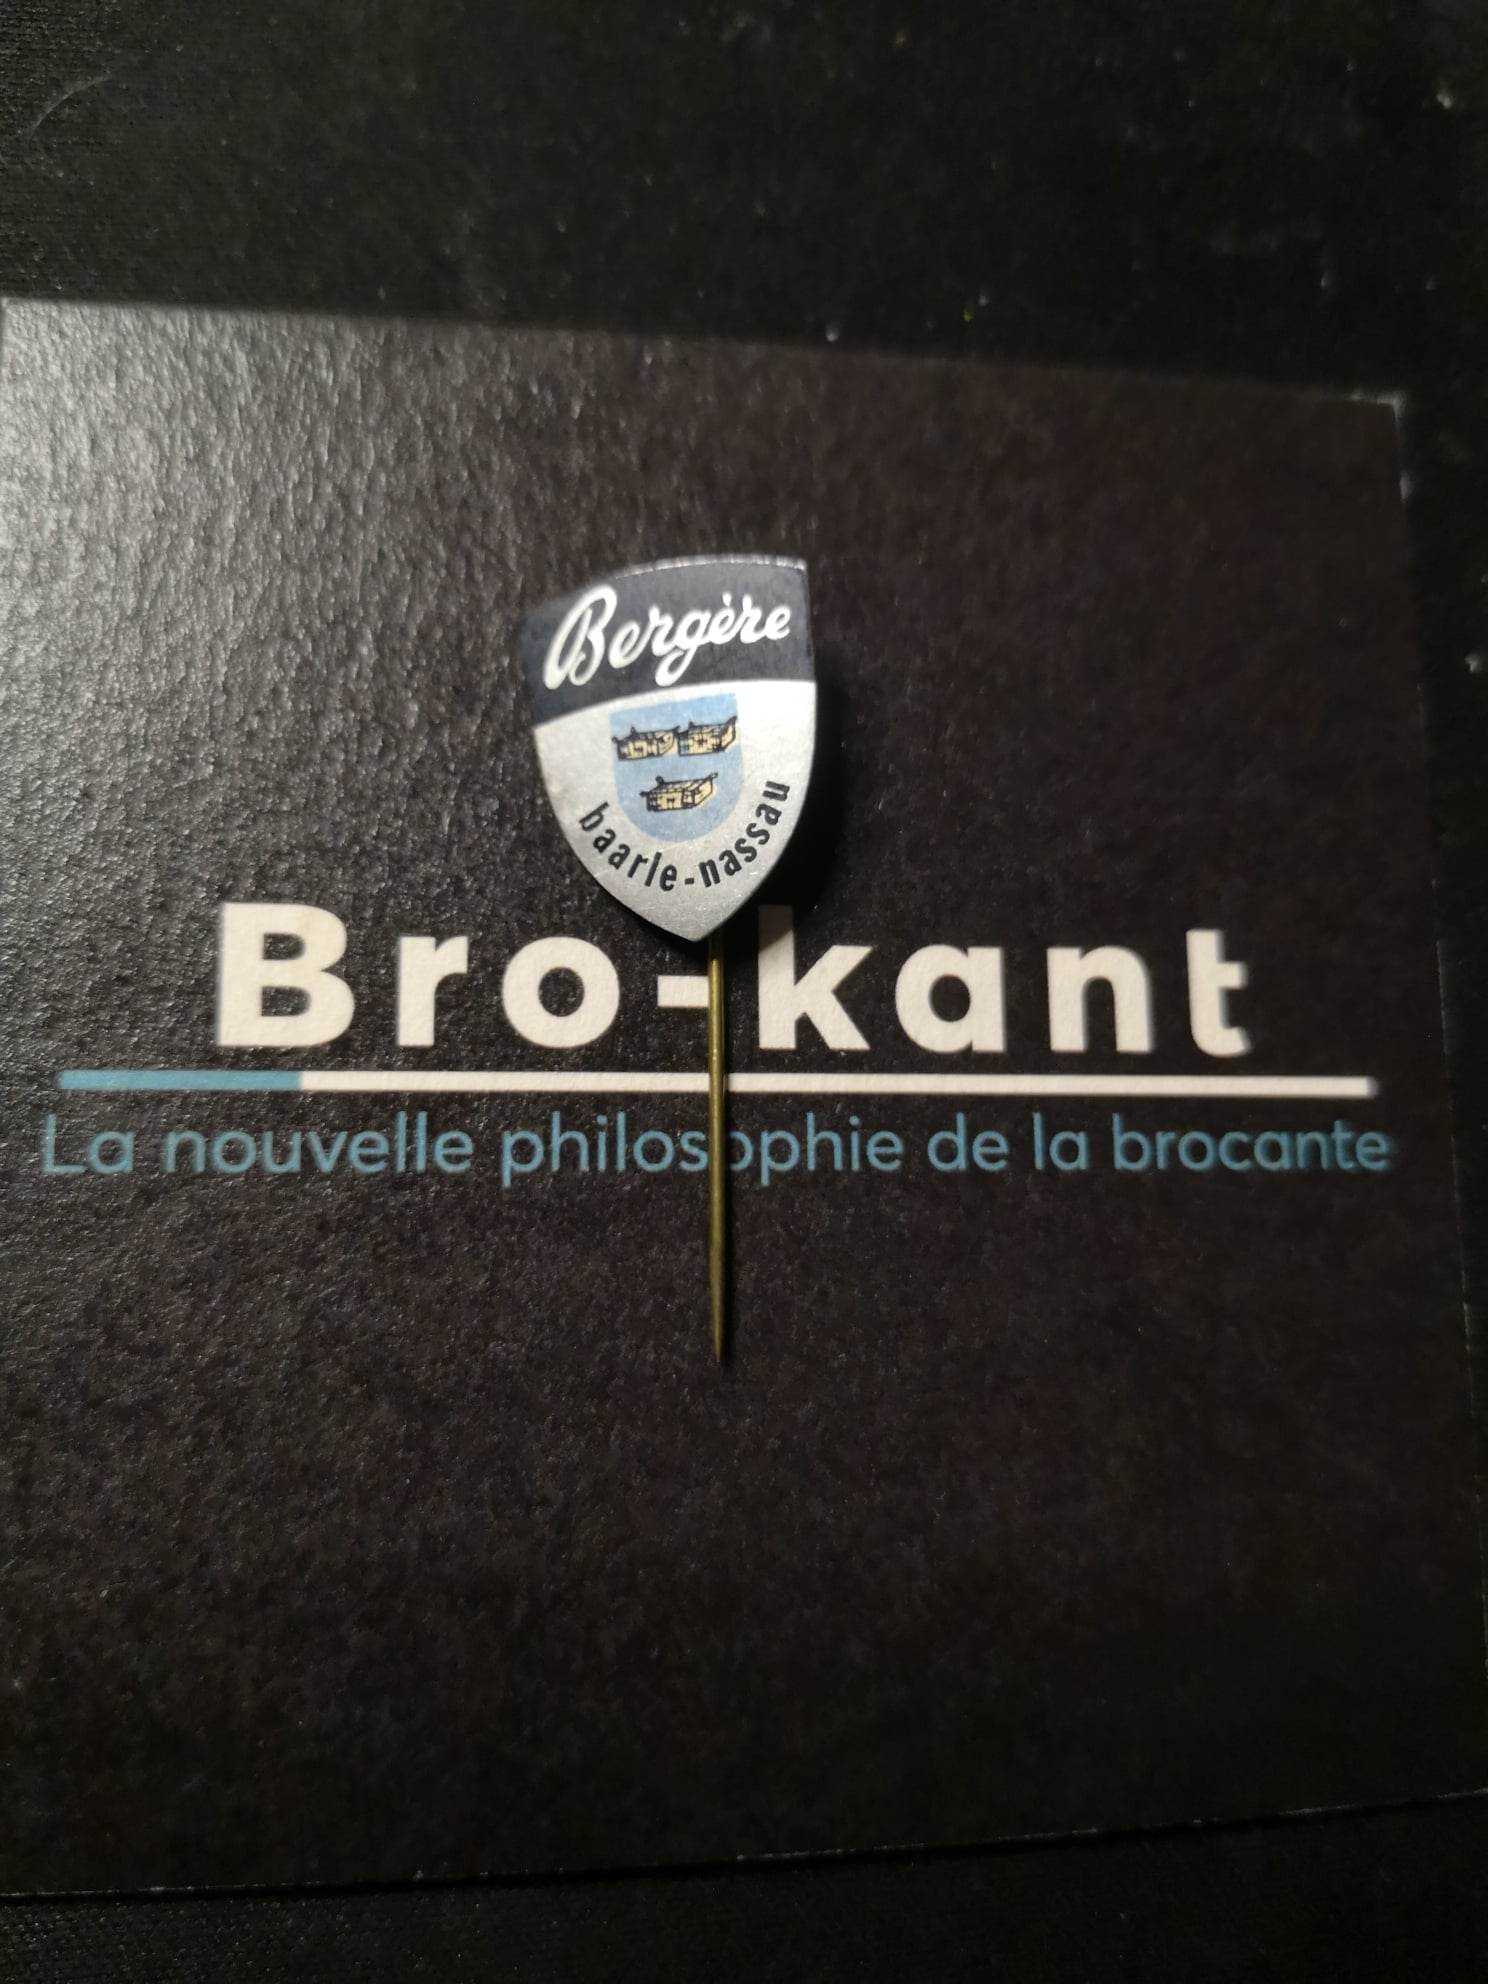 Bergère
baarle-nassau
Bro-kant
La nouvelle philosophie de la brocante